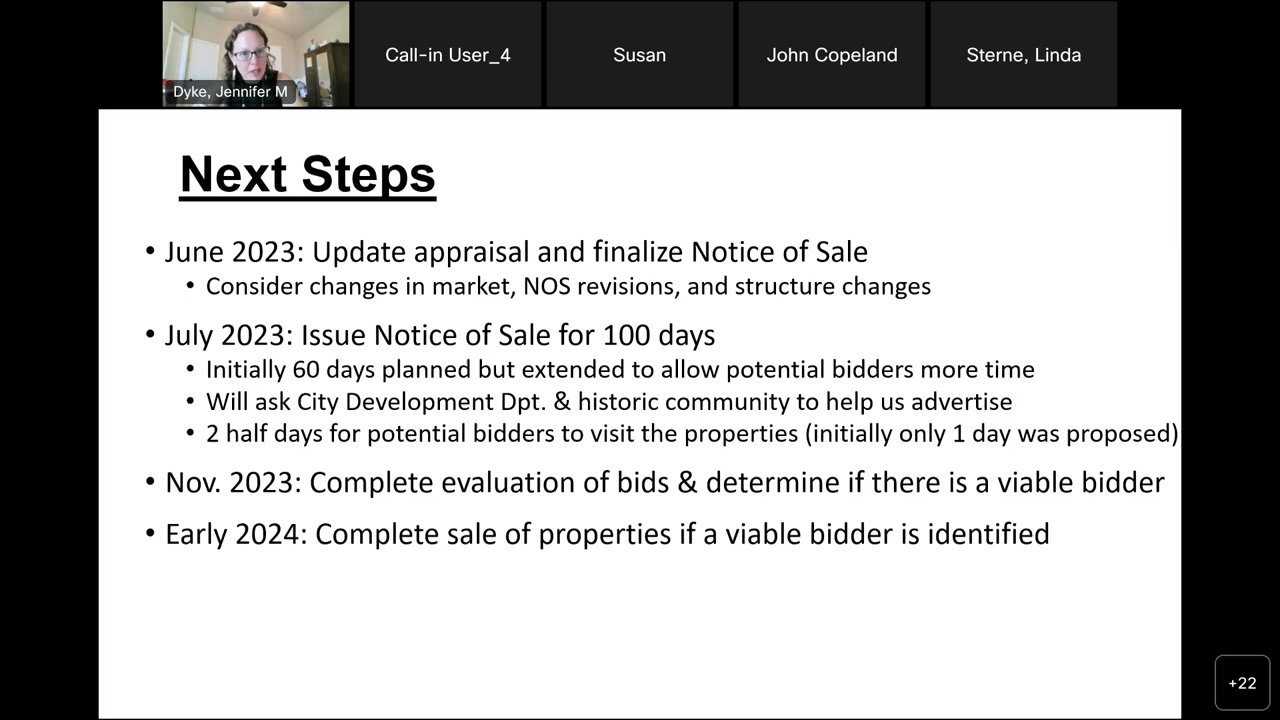 Dyke, Jennifer M
Call-in User_4
Susan
John Copeland
Sterne, Linda
Next Steps
• June 2023: Update appraisal and finalize Notice of Sale
• Consider changes in market, NOS revisions, and structure changes
• July 2023: Issue Notice of Sale for 100 days
• Initially 60 days planned but extended to allow potential bidders more time
• Will ask City Development Dpt. & historic community to help us advertise
• 2 half days for potential bidders to visit the properties (initially only 1 day was proposed)
• Nov. 2023: Complete evaluation of bids & determine if there is a viable bidder
• Early 2024: Complete sale of properties if a viable bidder is identified
+22